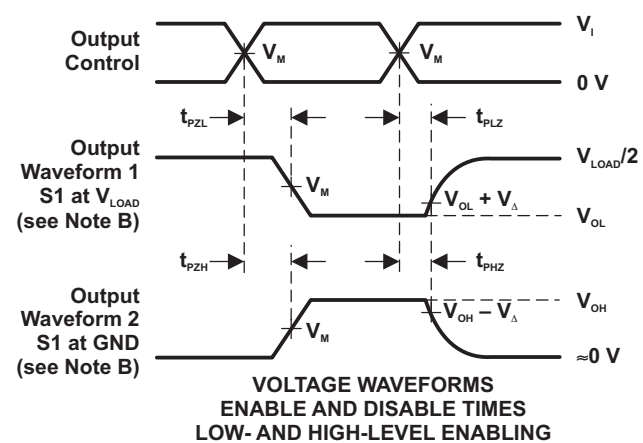 Output
Control
V_M
V_M
V_I
0 V
t_PZL
t_PLZ
Output
Waveform 1
S1 at V_LOAD
(see Note B)
V_M
V_OL + V_Δ
V_LOAD/2
V_OL
t_PZH
t_PHZ
Output
Waveform 2
S1 at GND
(see Note B)
V_M
V_OH − V_Δ
V_OH
≈0 V
VOLTAGE WAVEFORMS
ENABLE AND DISABLE TIMES
LOW- AND HIGH-LEVEL ENABLING